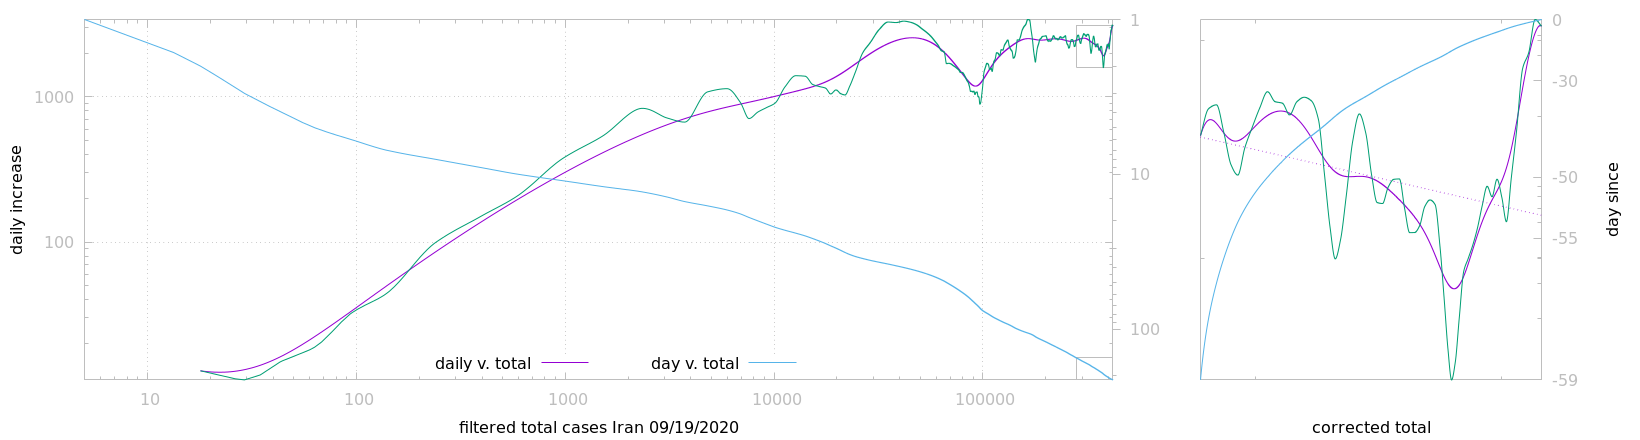 daily increase
1000
100
10
100
1000
10000
100000
filtered total cases Iran 09/19/2020
daily v. total
day v. total
1
10
100
0
-30
-50
-55
-59
day since
corrected total